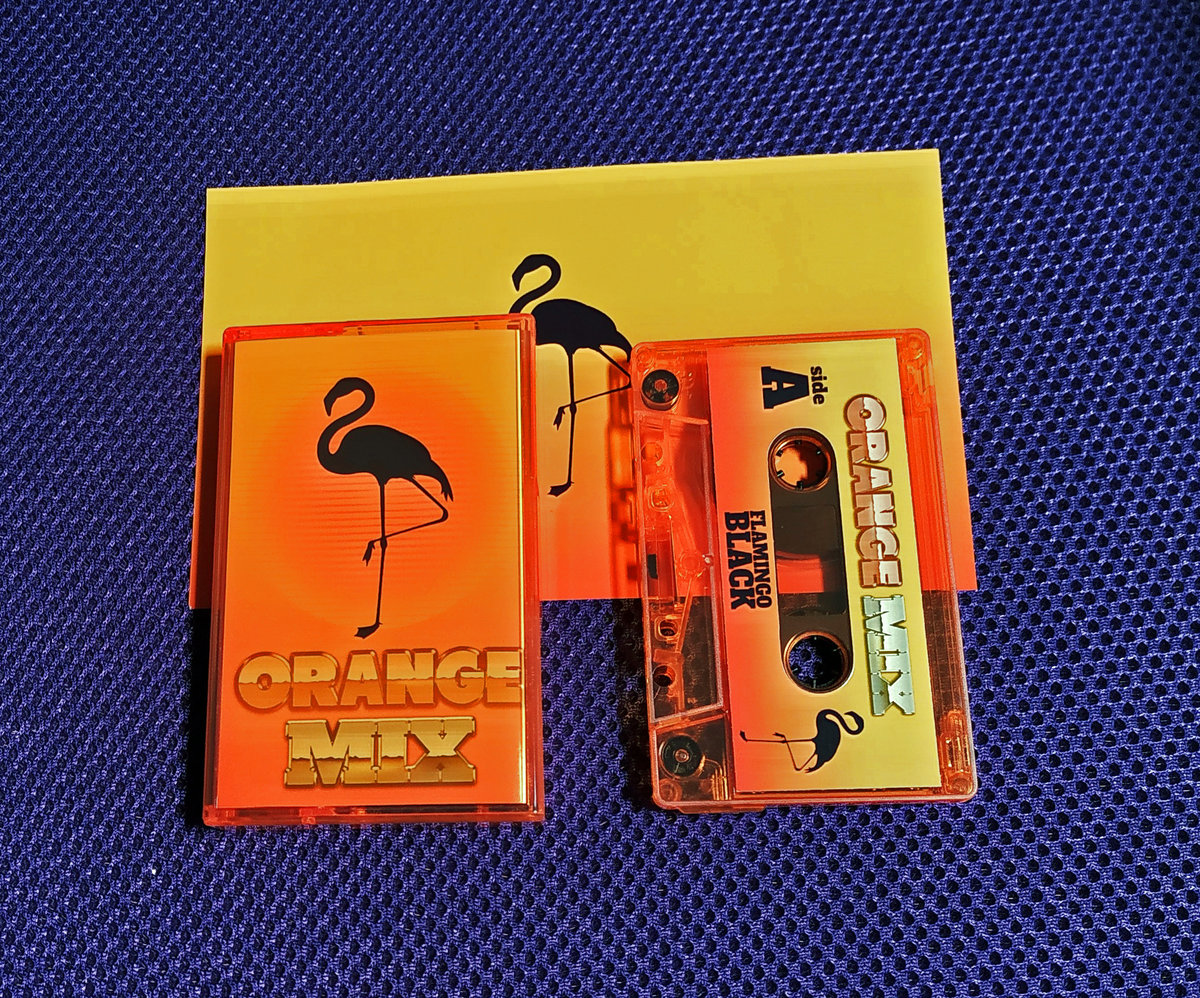 ORANGE
MIX
side
A
ORANGE MIX
FLAMINGO
BLACK